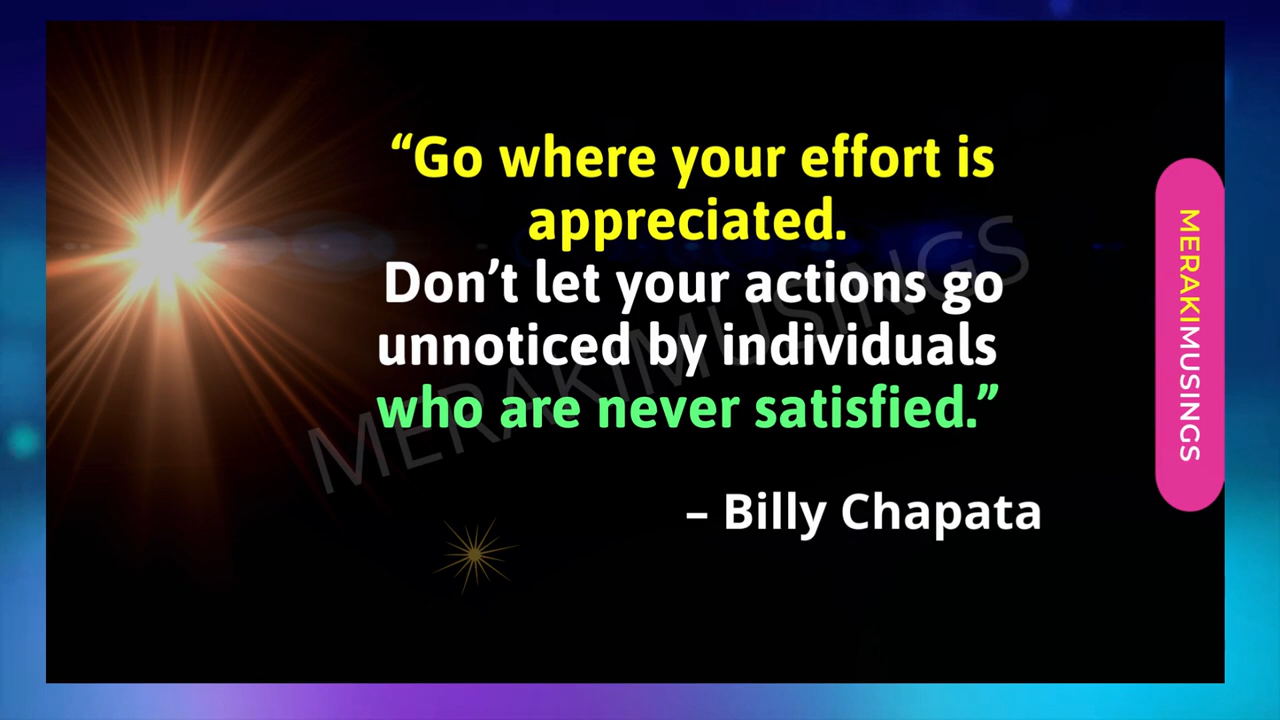 “Go where your effort is
appreciated.
Don’t let your actions go
unnoticed by individuals
who are never satisfied.”
– Billy Chapata
MERAKIMUSINGS
MERAKIMUSINGS